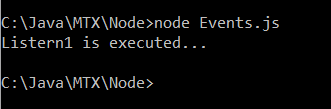 C:\Java\MTX\Node>node Events.js
Listern1 is executed...
C:\Java\MTX\Node>